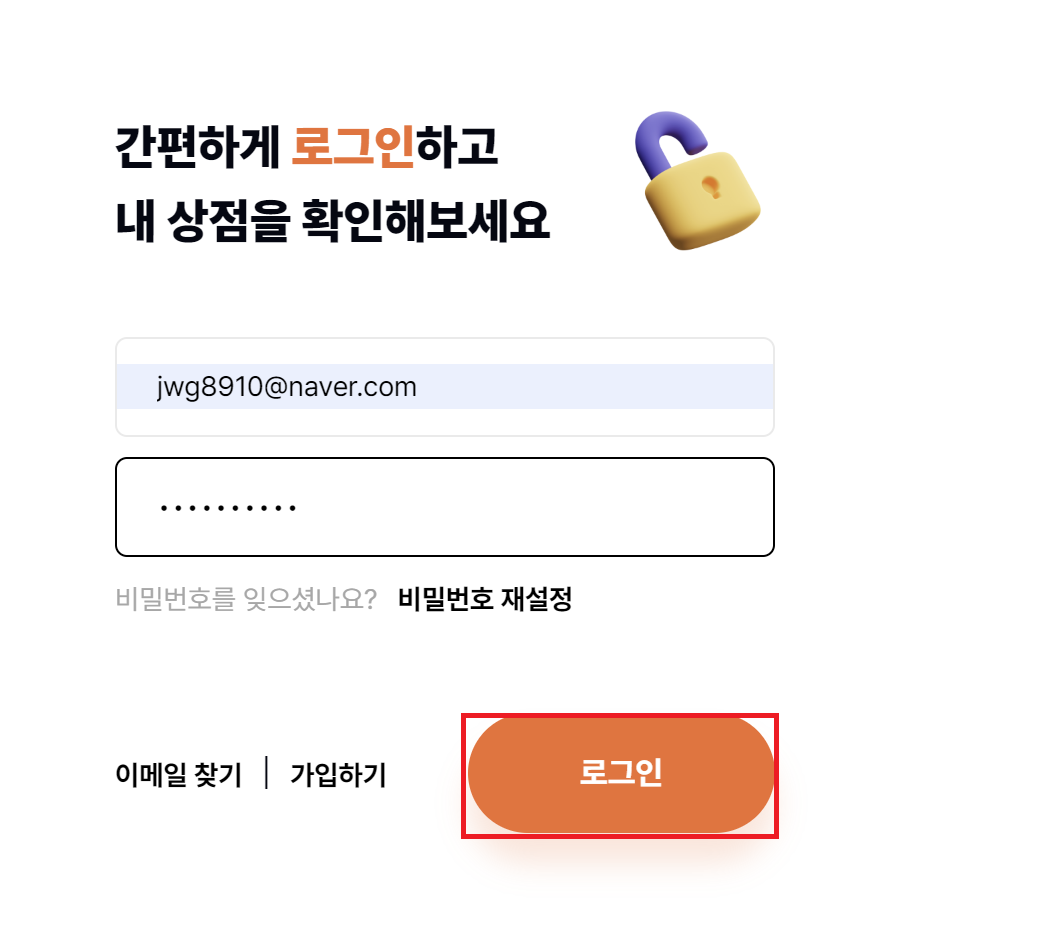 간편하게 로그인하고
내 상점을 확인해보세요
jwg8910@naver.com
••••••••••
비밀번호를 잊으셨나요? 비밀번호 재설정
이메일 찾기 | 가입하기
로그인